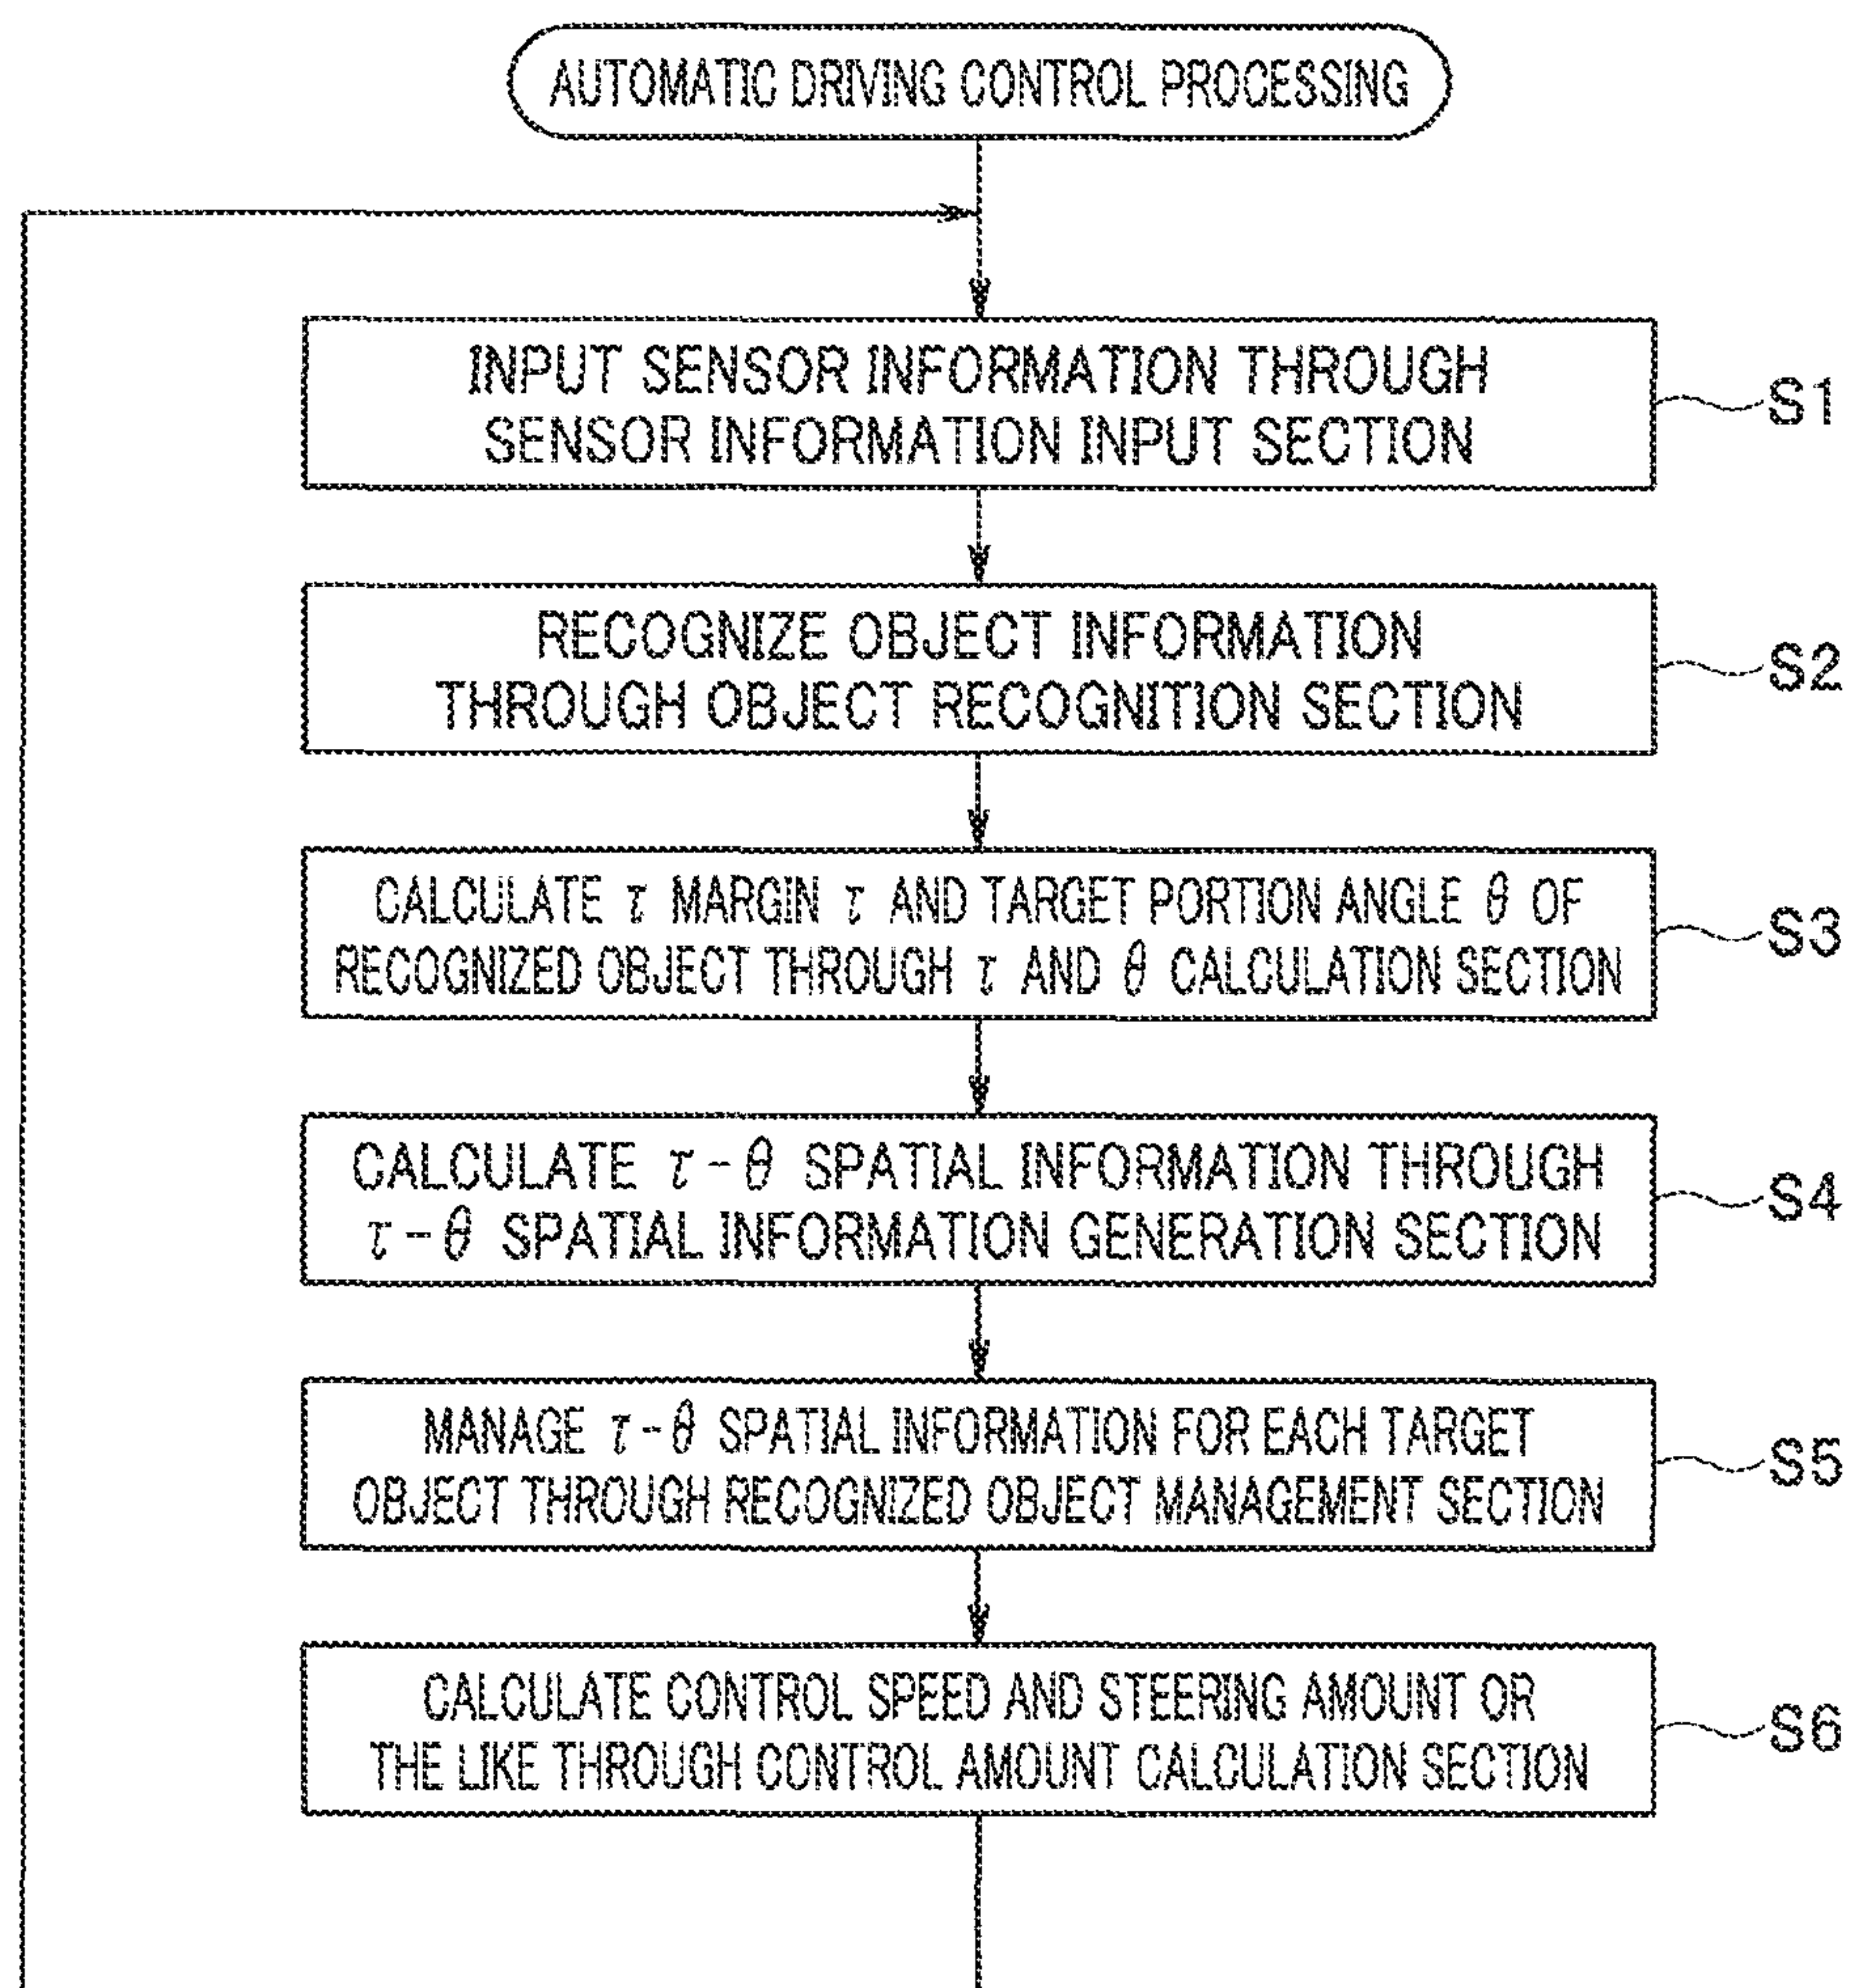 AUTOMATIC DRIVING CONTROL PROCESSING
INPUT SENSOR INFORMATION THROUGH
SENSOR INFORMATION INPUT SECTION
S1
RECOGNIZE OBJECT INFORMATION
THROUGH OBJECT RECOGNITION SECTION
S2
CALCULATE τ MARGIN τ AND TARGET PORTION ANGLE θ OF
RECOGNIZED OBJECT THROUGH τ AND θ CALCULATION SECTION
S3
CALCULATE τ-θ SPATIAL INFORMATION THROUGH
τ-θ SPATIAL INFORMATION GENERATION SECTION
S4
MANAGE τ-θ SPATIAL INFORMATION FOR EACH TARGET
OBJECT THROUGH RECOGNIZED OBJECT MANAGEMENT SECTION
S5
CALCULATE CONTROL SPEED AND STEERING AMOUNT OR
THE LIKE THROUGH CONTROL AMOUNT CALCULATION SECTION
S6